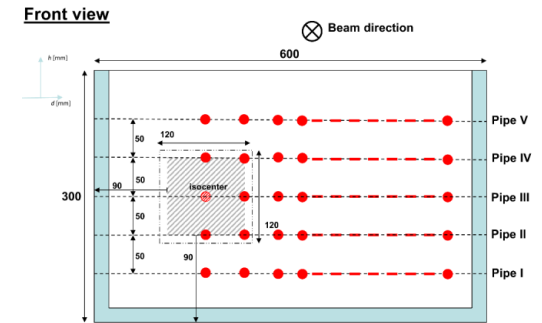 Front view
Beam direction
h [mm]
600
d [mm]
Pipe V
50
120
Pipe IV
50
90
isocenter
300
Pipe III
50
120
Pipe II
50
90
Pipe I